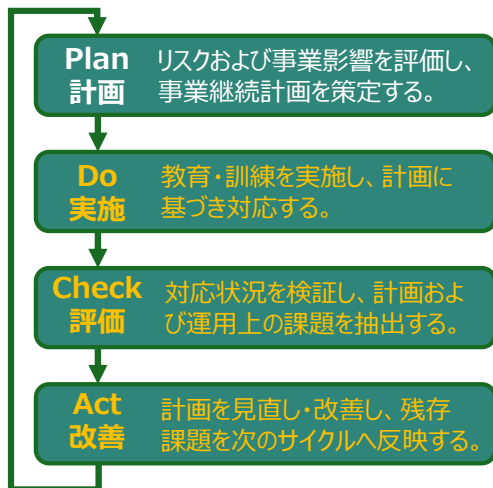 Plan
計画
リスクおよび事業影響を評価し、
事業継続計画を策定する。
Do
実施
教育・訓練を実施し、計画に
基づき対応する。
Check
評価
対応状況を検証し、計画およ
び運用上の課題を抽出する。
Act
改善
計画を見直し・改善し、残存
課題を次のサイクルへ反映する。